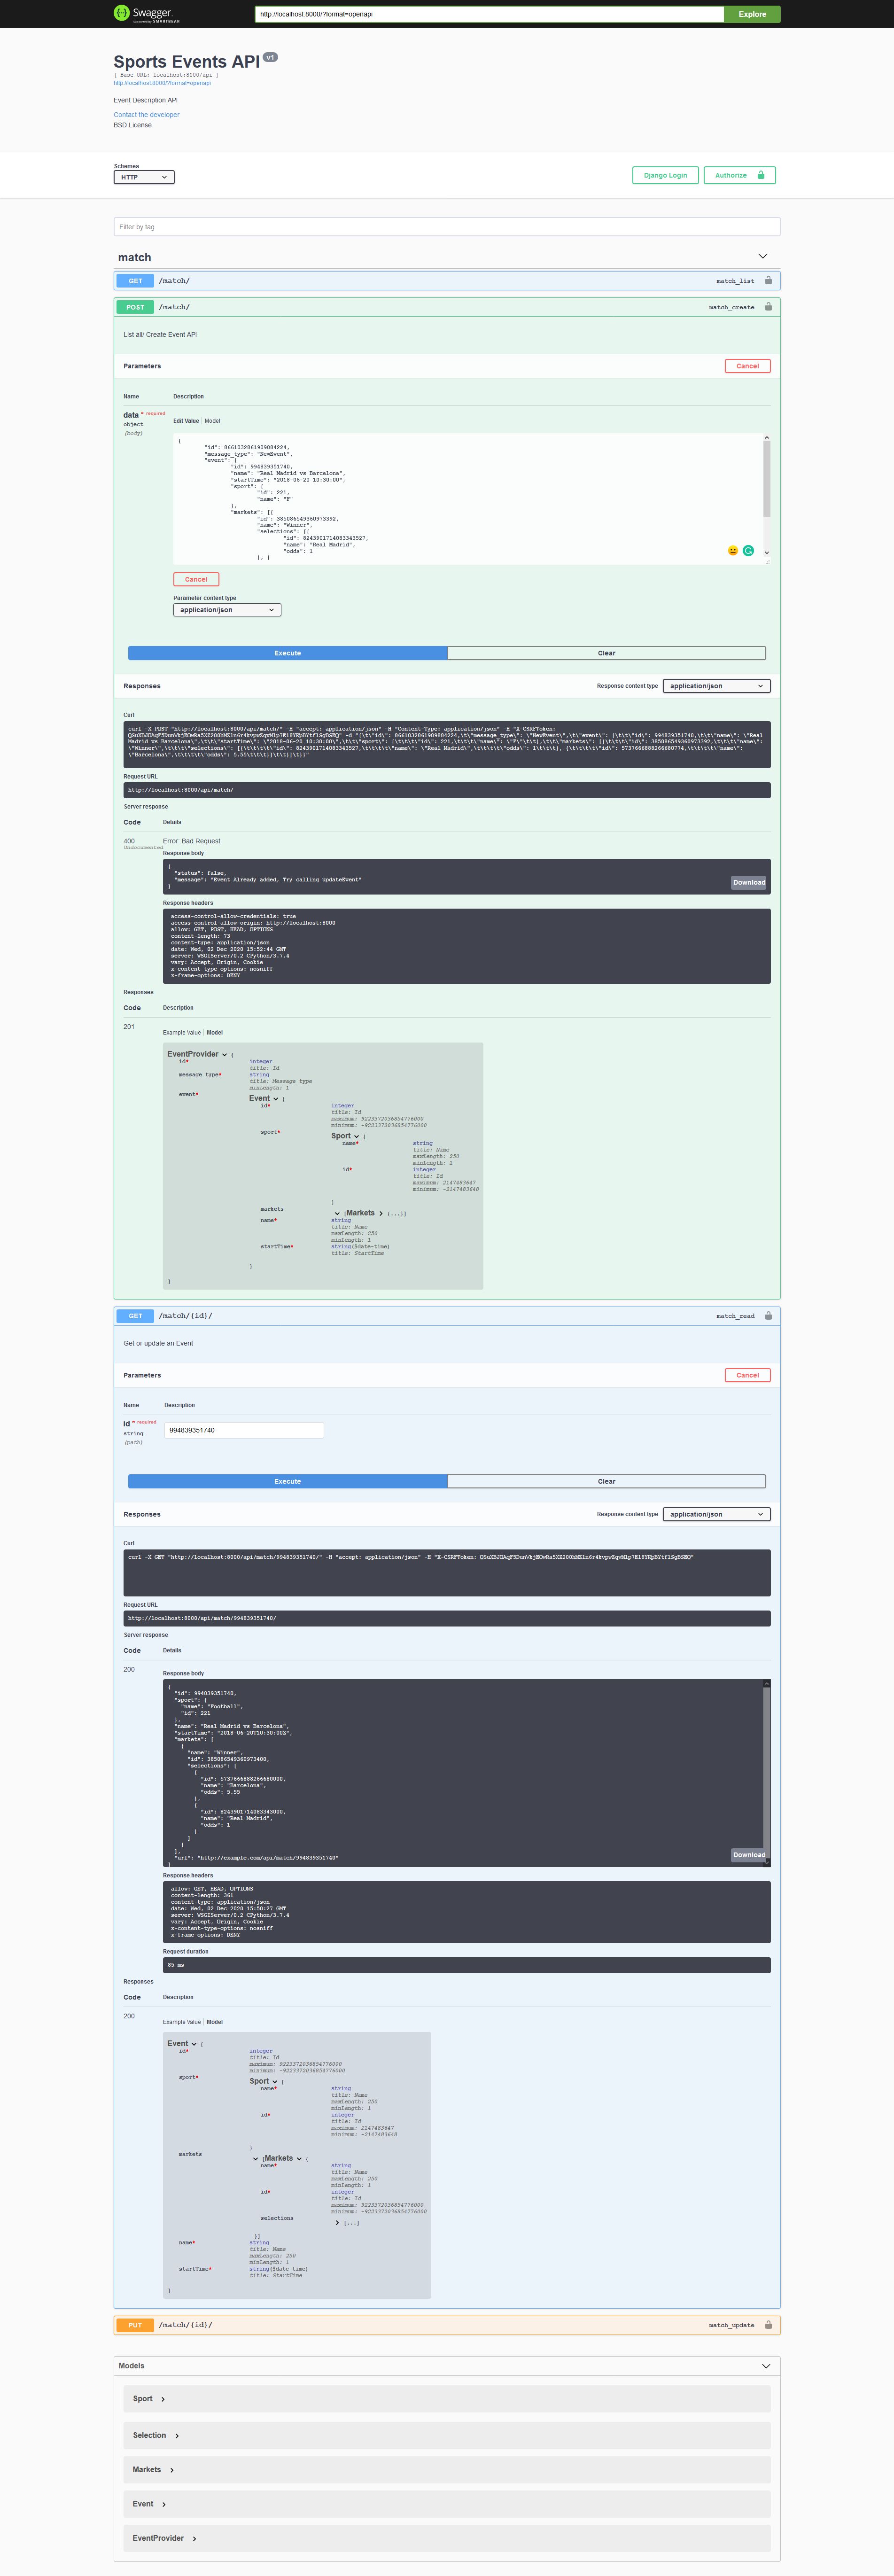 Swagger
Supported by SMARTBEAR
http://localhost:8000/?format=openapi
Explore
Sports Events API v1
[ Base URL: localhost:8000/api ]
http://localhost:8000/?format=openapi
Event Description API
Contact the developer
BSD License
Schemes
HTTP
Django Login
Authorize
Filter by tag
match
GET /match/ match_list
POST /match/ match_create
List all/ Create Event API
Parameters
Cancel
Name Description
data * required
object
(body)
Edit Value | Model
{
"id": 8661032861909884224,
"message_type": "NewEvent",
"event": {
"id": 994839351740,
"name": "Real Madrid vs Barcelona",
"startTime": "2018-06-20 10:30:00",
"sport": {
"id": 221,
"name": "F"
},
"markets": [{
"id": 385086549360973392,
"name": "Winner",
"selections": [{
"id": 8243901714083343527,
"name": "Real Madrid",
"odds": 1
}, {
Cancel
Parameter content type
application/json
Execute
Clear
Responses
Response content type application/json
Curl
Request URL
http://localhost:8000/api/match/
Server response
Code Details
400 Error: Bad Request
Undocumented
Response body
{
"status": false,
"message": "Event Already added, Try calling updateEvent"
}
Download
Response headers
access-control-allow-credentials: true
access-control-allow-origin: http://localhost:8000
allow: GET, POST, HEAD, OPTIONS
content-length: 73
content-type: application/json
date: Wed, 02 Dec 2020 15:52:44 GMT
server: WSGIServer/0.2 CPython/3.7.4
vary: Accept, Origin, Cookie
x-content-type-options: nosniff
x-frame-options: DENY
Responses
Code Description
201
Example Value | Model
EventProvider {
id* integer
title: Id
message_type* string
title: Message type
minLength: 1
event*
Event {
id* integer
title: Id
maximum: 9223372036854776000
minimum: -9223372036854776000
sport*
Sport {
name* string
title: Name
maxLength: 250
minLength: 1
id* integer
title: Id
maximum: 2147483647
minimum: -2147483648
}
markets
[Markets {...}]
name* string
title: Name
maxLength: 250
minLength: 1
startTime* string($date-time)
title: StartTime
}
}
GET /match/{id}/ match_read
Get or update an Event
Parameters
Cancel
Name Description
id * required
string
(path)
994839351740
Execute
Clear
Responses
Response content type application/json
Curl
Request URL
http://localhost:8000/api/match/994839351740/
Server response
Code Details
200
Response body
{
"id": 994839351740,
"sport": {
"name": "Football",
"id": 221
},
"name": "Real Madrid vs Barcelona",
"startTime": "2018-06-20T10:30:00Z",
"markets": [
{
"name": "Winner",
"id": 385086549360973400,
"selections": [
{
"id": 5737666888266680000,
"name": "Barcelona",
"odds": 5.55
},
{
"id": 8243901714083343000,
"name": "Real Madrid",
"odds": 1
}
]
}
],
"url": "http://example.com/api/match/994839351740"
}
Download
Response headers
allow: GET, HEAD, OPTIONS
content-length: 361
content-type: application/json
date: Wed, 02 Dec 2020 15:50:27 GMT
server: WSGIServer/0.2 CPython/3.7.4
vary: Accept, Origin, Cookie
x-content-type-options: nosniff
x-frame-options: DENY
Request duration
85 ms
Responses
Code Description
200
Example Value | Model
Event {
id* integer
title: Id
maximum: 9223372036854776000
minimum: -9223372036854776000
sport*
Sport {
name* string
title: Name
maxLength: 250
minLength: 1
id* integer
title: Id
maximum: 2147483647
minimum: -2147483648
}
markets
[Markets {
name* string
title: Name
maxLength: 250
minLength: 1
id* integer
title: Id
maximum: 9223372036854776000
minimum: -9223372036854776000
selections
[...]
}]
name* string
title: Name
maxLength: 250
minLength: 1
startTime* string($date-time)
title: StartTime
}
PUT /match/{id}/ match_update
Models
Sport
Selection
Markets
Event
EventProvider